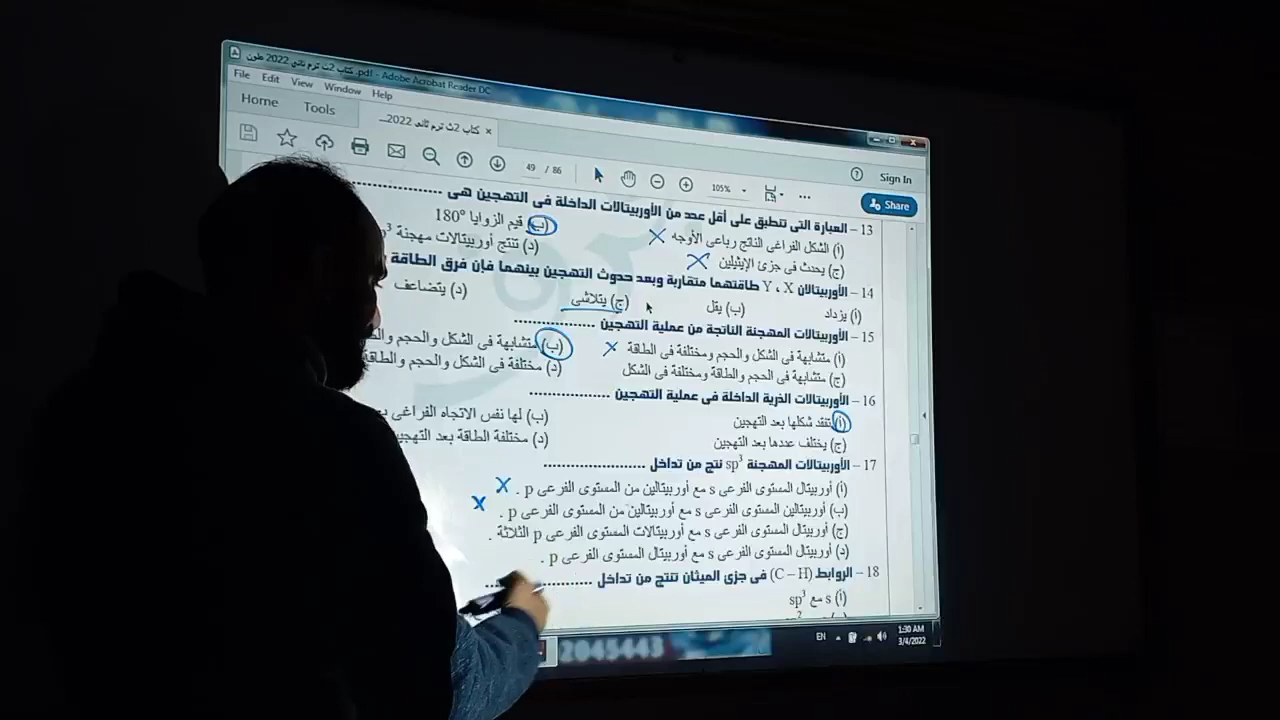 كتاب 2ث ترم ثانى 2022 علون.pdf - Adobe Acrobat Reader DC
File Edit View Window Help
Home Tools كتاب 2ث ترم ثانى 2022... ×
49 / 86 105% Sign In
Share
13 – العبارة التى تنطبق على أقل عدد من الأوربيتالات الداخلة فى التهجين هى ....................
(أ) الشكل الفراغى الناتج رباعى الأوجه (ب) قيم الزوايا 180°
(ج) يحدث فى جزئ الإيثيلين (د) تنتج أوربيتالات مهجنة
14 – الأوربيتالان Y ، X طاقتهما متقاربة وبعد حدوث التهجين بينهما فإن فرق الطاقة
(أ) يزداد (ب) يقل (ج) يتلاشى (د) يتضاعف
15 – الأوربيتالات المهجنة الناتجة من عملية التهجين ....................
(أ) متشابهة فى الشكل والحجم ومختلفة فى الطاقة (ب) متشابهة فى الشكل والحجم
(ج) متشابهة فى الحجم والطاقة ومختلفة فى الشكل (د) مختلفة فى الشكل والحجم
16 – الأوربيتالات الذرية الداخلة فى عملية التهجين ....................
(أ) تفقد شكلها بعد التهجين (ب) لها نفس الاتجاه الفراغى
(ج) يختلف عددها بعد التهجين (د) مختلفة الطاقة بعد
17 – الأوربيتالات المهجنة sp³ نتج من تداخل ....................
(أ) أوربيتال المستوى الفرعى s مع أوربيتالين من المستوى الفرعى p .
(ب) أوربيتالين المستوى الفرعى s مع أوربيتالين من المستوى الفرعى p .
(ج) أوربيتال المستوى الفرعى s مع أوربيتالات المستوى الفرعى p الثلاثة .
(د) أوربيتال المستوى الفرعى s مع أوربيتال المستوى الفرعى p .
18 – الروابط (C – H) فى جزئ الميثان تنتج من تداخل ....................
(أ) s مع sp³
EN 1:30 AM
3/4/2022
2045443